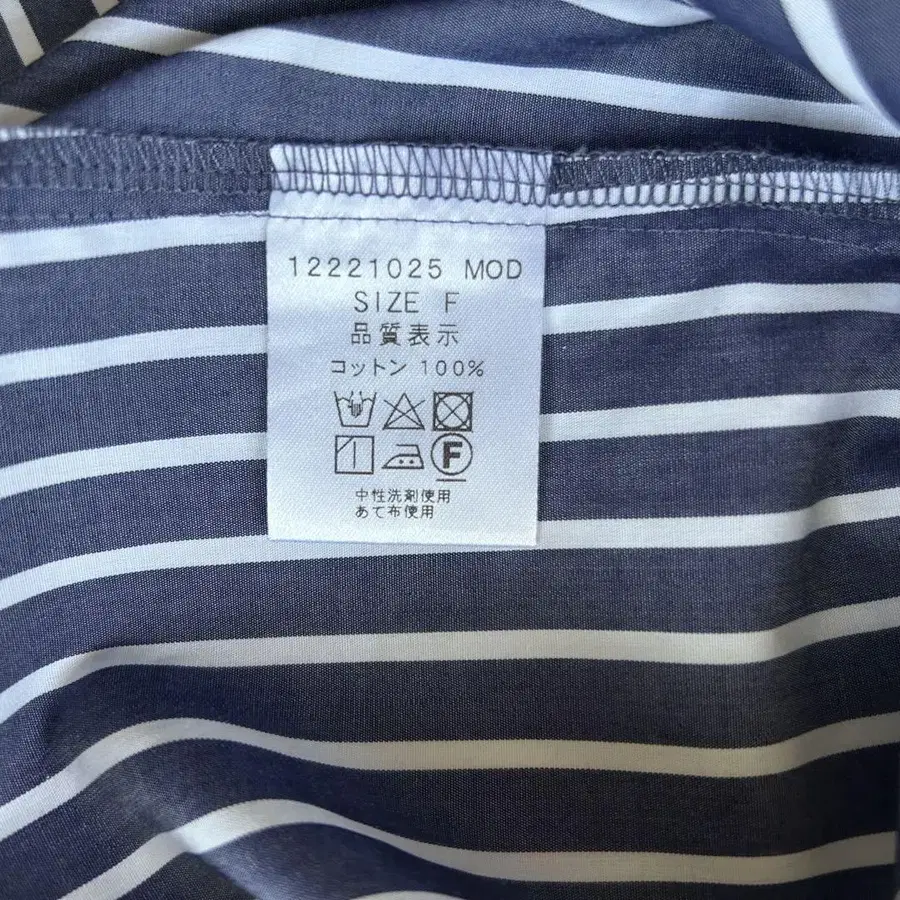 12221025 MOD
SIZE F
品質表示
コットン 100%
F
中性洗剤使用
あて布使用